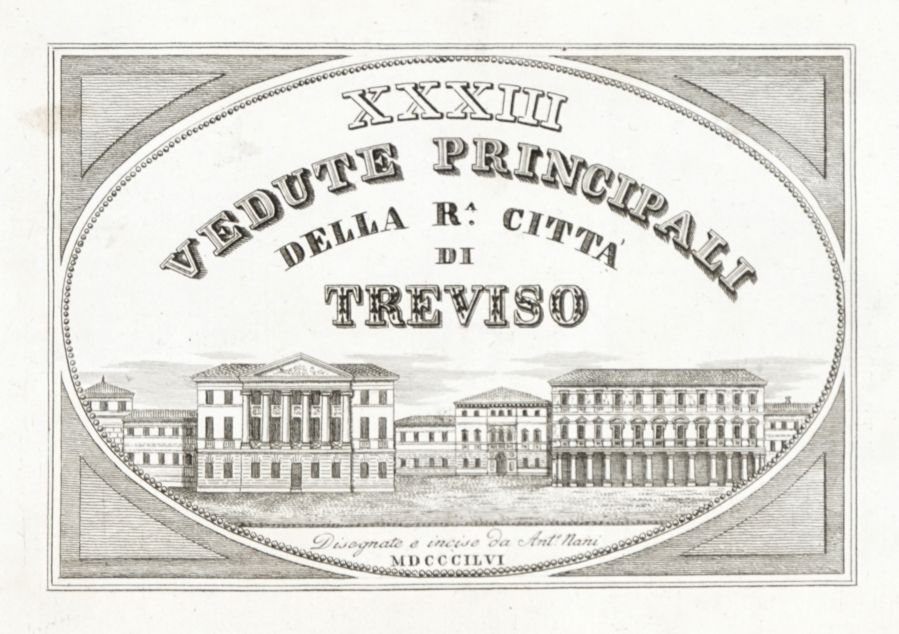 XXXIII
VEDUTE PRINCIPALI
DELLA R.ᴬ CITTÀ
DI
TREVISO
Disegnate e incise da Ant.° Nani
MDCCCILVI